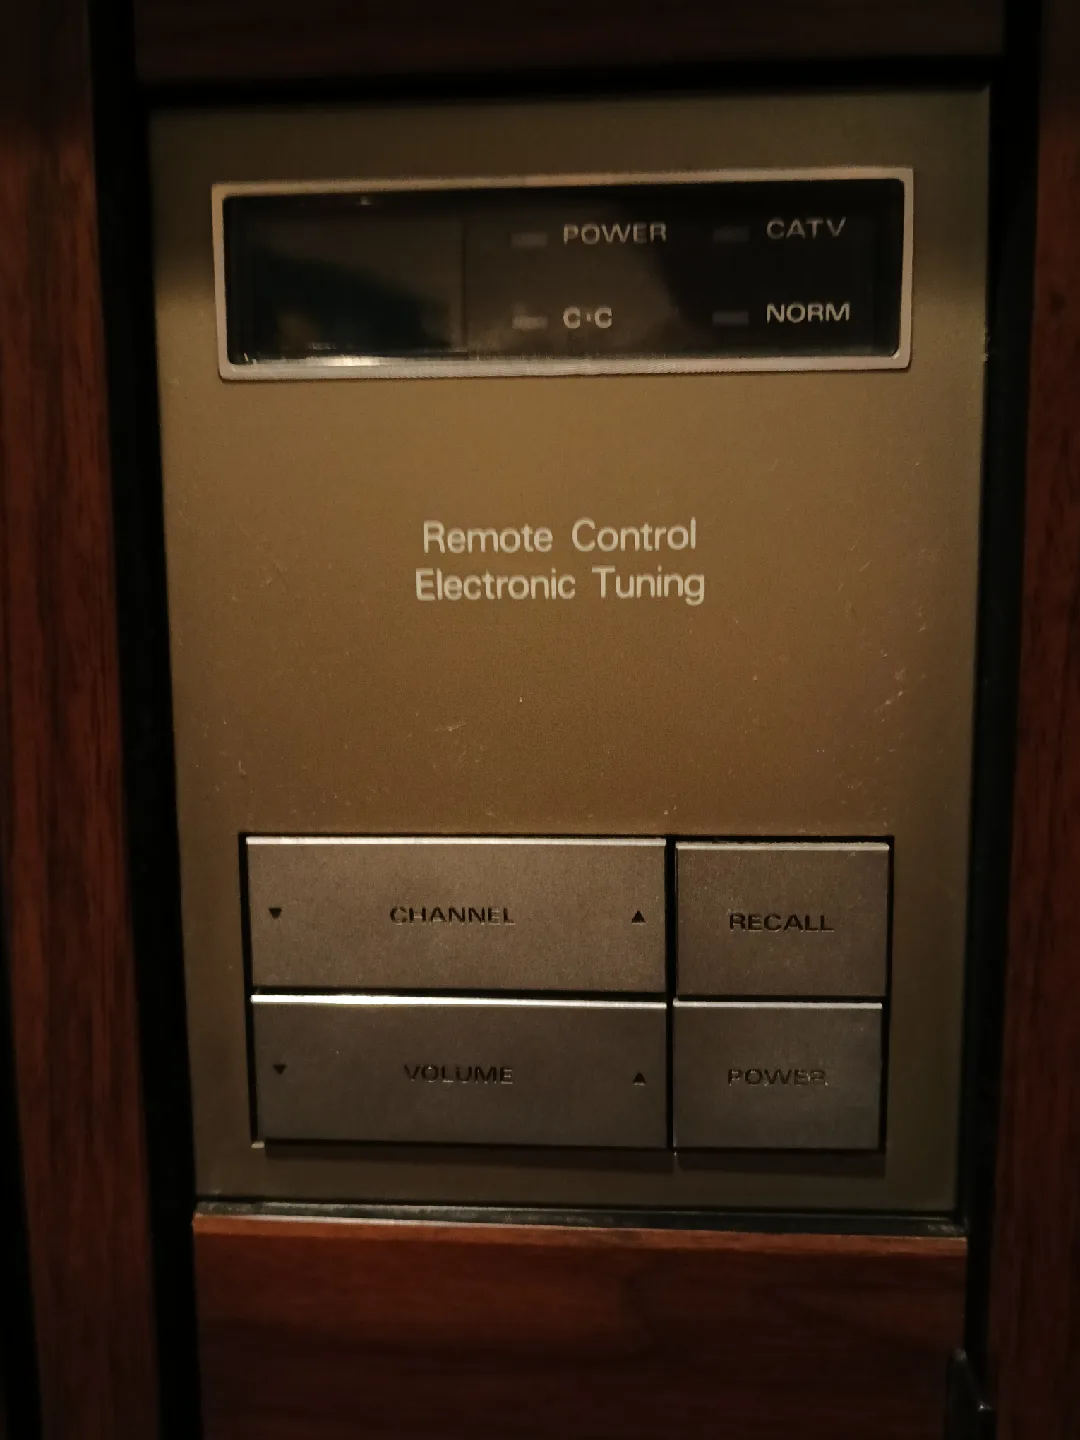 POWER CATV
C·C NORM
Remote Control
Electronic Tuning
▼ CHANNEL ▲ RECALL
▼ VOLUME ▲ POWER